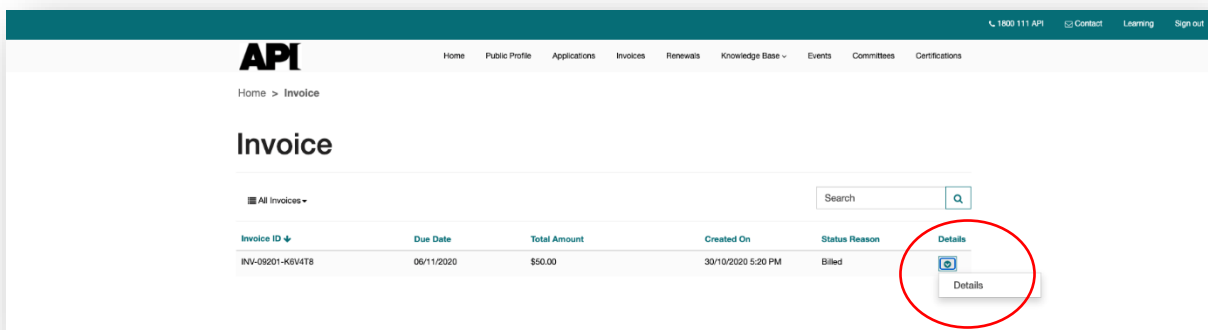 1800 111 API Contact Learning Sign out
API Home Public Profile Applications Invoices Renewals Knowledge Base Events Committees Certifications
Home > Invoice
Invoice
All Invoices Search
Invoice ID Due Date Total Amount Created On Status Reason Details
INV-09201-K6V4T8 06/11/2020 $50.00 30/10/2020 5:20 PM Billed
Details